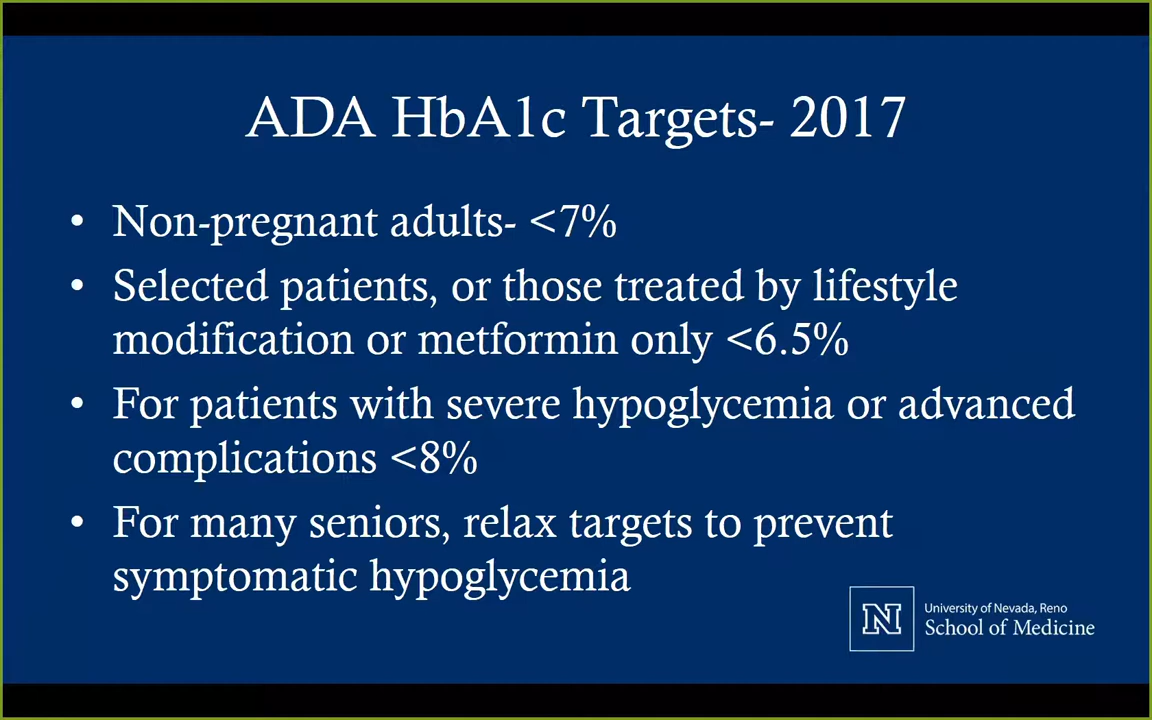 ADA HbA1c Targets- 2017
• Non-pregnant adults- <7%
• Selected patients, or those treated by lifestyle
modification or metformin only <6.5%
• For patients with severe hypoglycemia or advanced
complications <8%
• For many seniors, relax targets to prevent
symptomatic hypoglycemia
N
University of Nevada, Reno
School of Medicine